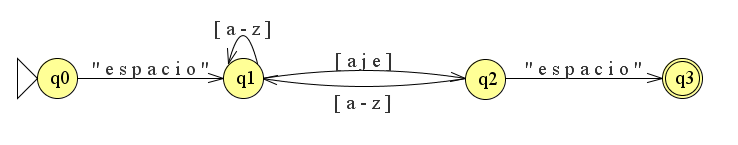 [a-z]
"espacio"
[aje]
"espacio"
q0
q1
q2
q3
[a-z]